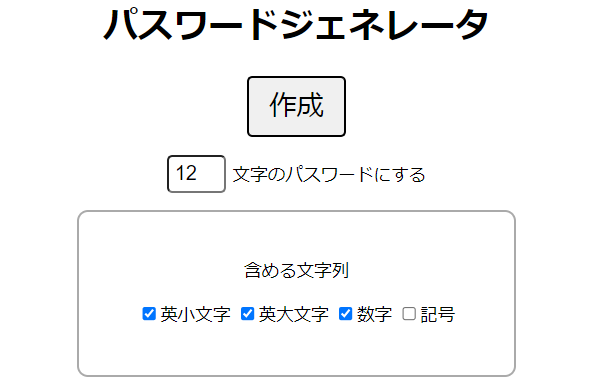 パスワードジェネレータ
作成
12 文字のパスワードにする
含める文字列
英小文字 英大文字 数字 記号